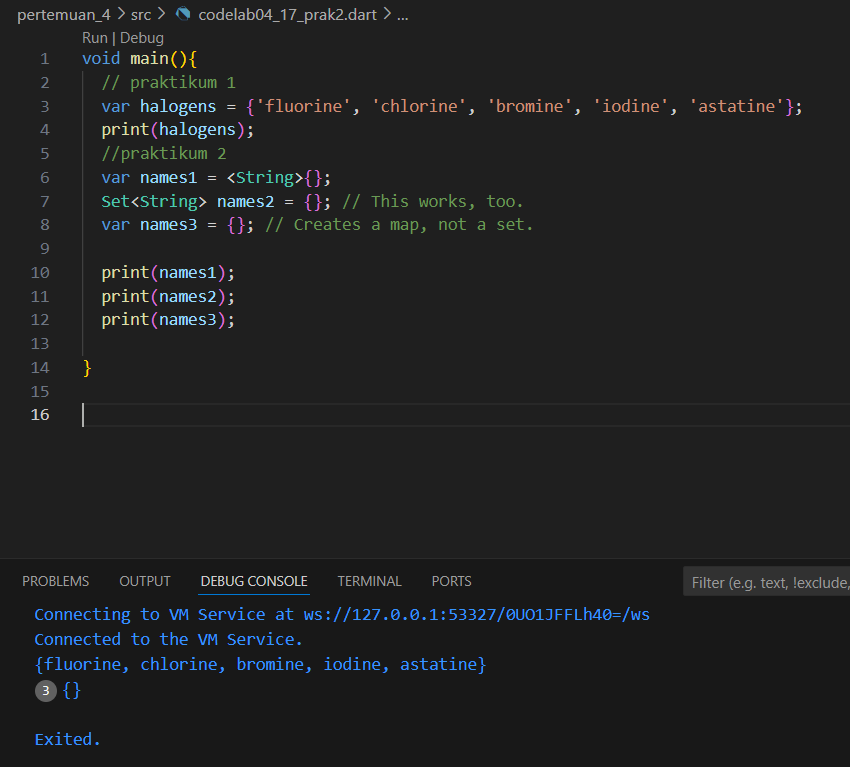 pertemuan_4 > src > codelab04_17_prak2.dart > ...
Run | Debug
1 void main(){
2 // praktikum 1
3 var halogens = {'fluorine', 'chlorine', 'bromine', 'iodine', 'astatine'};
4 print(halogens);
5 //praktikum 2
6 var names1 = <String>{};
7 Set<String> names2 = {}; // This works, too.
8 var names3 = {}; // Creates a map, not a set.
9
10 print(names1);
11 print(names2);
12 print(names3);
13
14 }
15
16
PROBLEMS OUTPUT DEBUG CONSOLE TERMINAL PORTS Filter (e.g. text, !exclude,
Connecting to VM Service at ws://127.0.0.1:53327/0UO1JFFLh40=/ws
Connected to the VM Service.
{fluorine, chlorine, bromine, iodine, astatine}
3 {}
Exited.